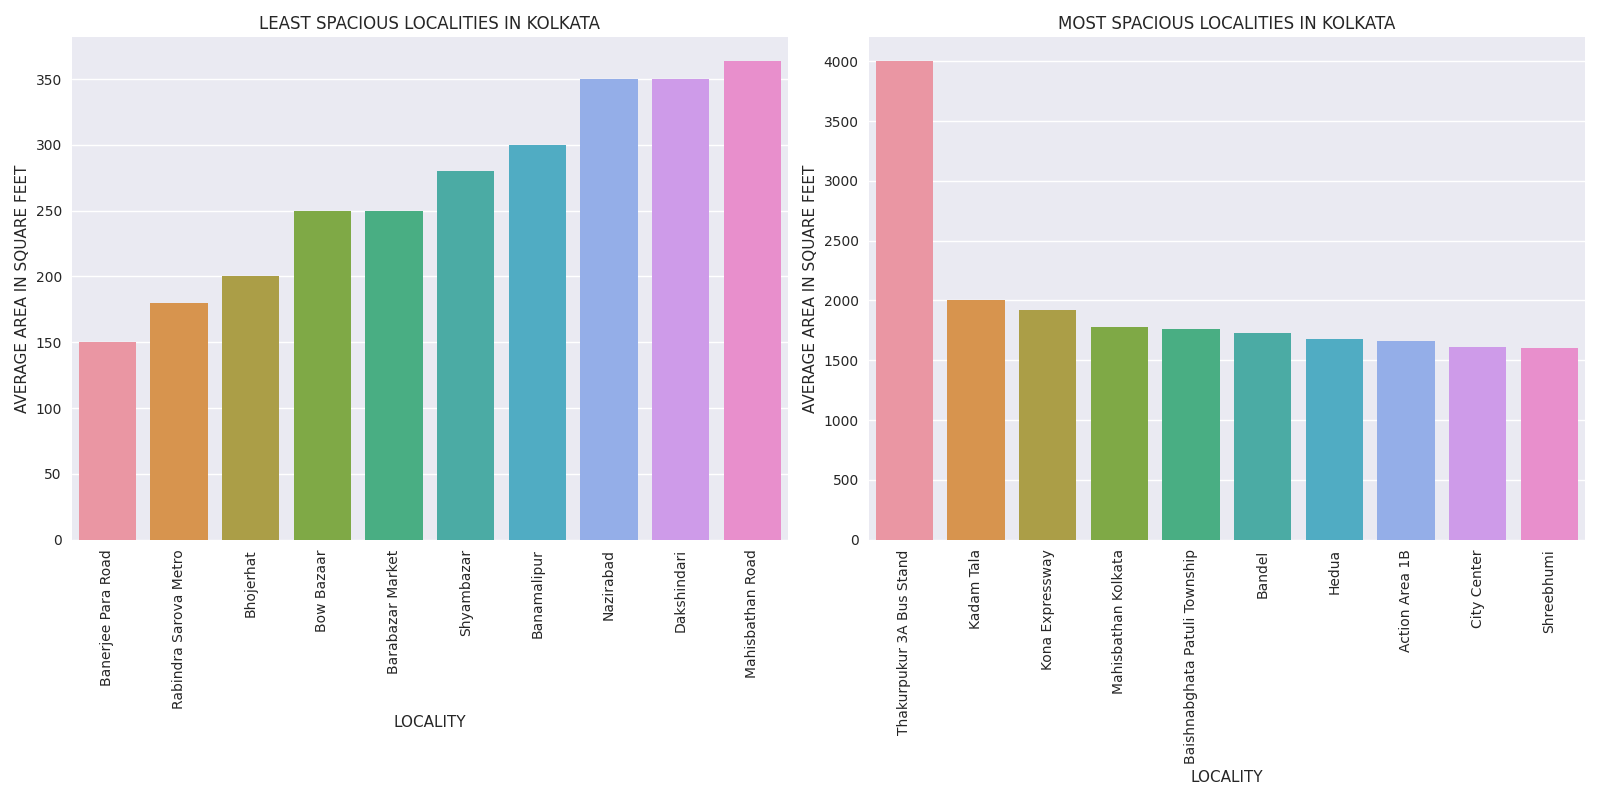 LEAST SPACIOUS LOCALITIES IN KOLKATA
AVERAGE AREA IN SQUARE FEET
350
300
250
200
150
100
50
0
Banerjee Para Road
Rabindra Sarova Metro
Bhojerhat
Bow Bazaar
Barabazar Market
Shyambazar
Banamalipur
Nazirabad
Dakshindari
Mahisbathan Road
LOCALITY
MOST SPACIOUS LOCALITIES IN KOLKATA
AVERAGE AREA IN SQUARE FEET
4000
3500
3000
2500
2000
1500
1000
500
0
Thakurpukur 3A Bus Stand
Kadam Tala
Kona Expressway
Mahisbathan Kolkata
Baishnabghata Patuli Township
Bandel
Hedua
Action Area 1B
City Center
Shreebhumi
LOCALITY